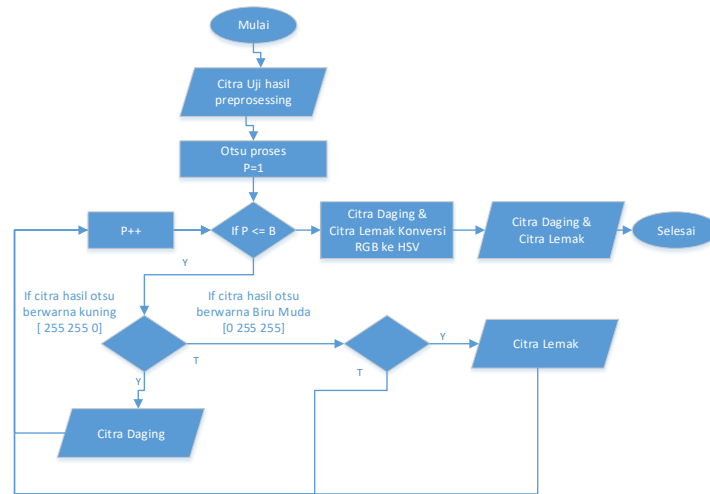 Mulai
Citra Uji hasil
preprosessing
Otsu proses
P=1
P++
If P <= B
Citra Daging &
Citra Lemak Konversi
RGB ke HSV
Citra Daging &
Citra Lemak
Selesai
Y
If citra hasil otsu
berwarna kuning
[ 255 255 0]
If citra hasil otsu
berwarna Biru Muda
[0 255 255]
T
Y
Citra Lemak
T
Y
Citra Daging